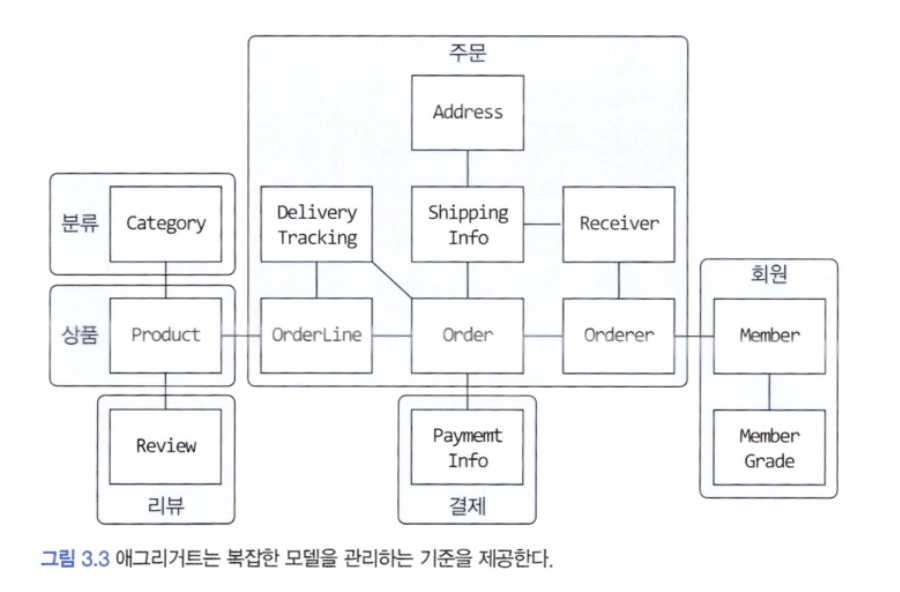 주문
Address
분류
Category
Delivery
Tracking
Shipping
Info
Receiver
회원
상품
Product
OrderLine
Order
Orderer
Member
Review
리뷰
Paymemt
Info
결제
Member
Grade
그림 3.3 애그리거트는 복잡한 모델을 관리하는 기준을 제공한다.